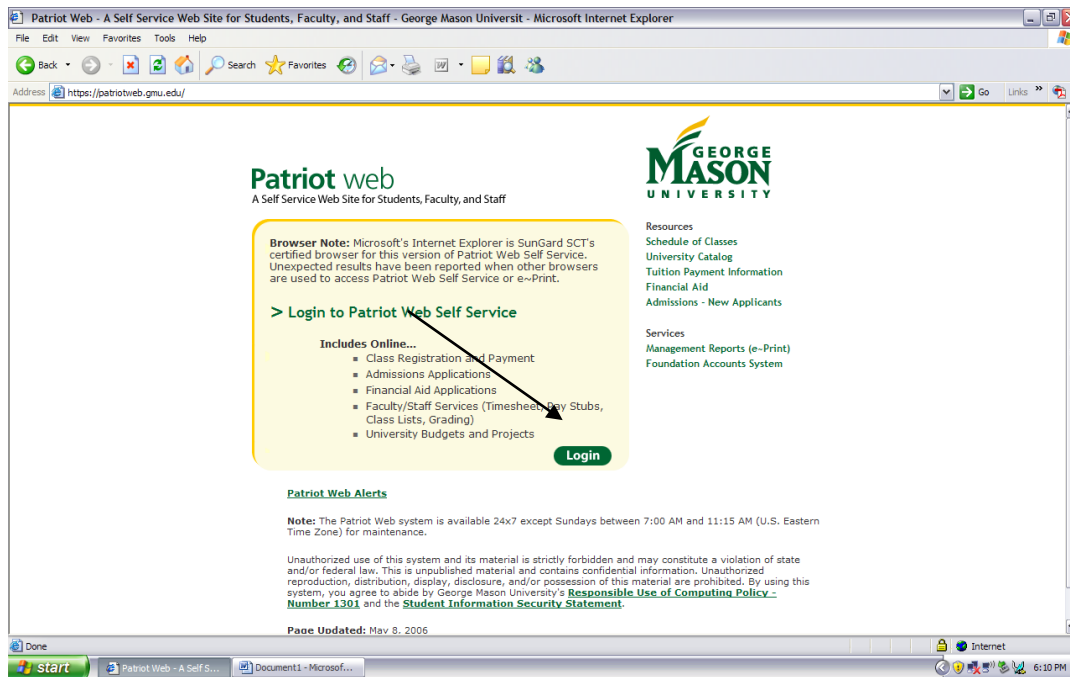 Patriot Web - A Self Service Web Site for Students, Faculty, and Staff - George Mason Universit - Microsoft Internet Explorer
File Edit View Favorites Tools Help
Back Search Favorites
Address https://patriotweb.gmu.edu/ Go Links »
Patriot web
A Self Service Web Site for Students, Faculty, and Staff
Browser Note: Microsoft's Internet Explorer is SunGard SCT's
certified browser for this version of Patriot Web Self Service.
Unexpected results have been reported when other browsers
are used to access Patriot Web Self Service or e~Print.
> Login to Patriot Web Self Service
Includes Online...
Class Registration and Payment
Admissions Applications
Financial Aid Applications
Faculty/Staff Services (Timesheet, Pay Stubs,
Class Lists, Grading)
University Budgets and Projects
Login
GEORGE
MASON
UNIVERSITY
Resources
Schedule of Classes
University Catalog
Tuition Payment Information
Financial Aid
Admissions - New Applicants
Services
Management Reports (e~Print)
Foundation Accounts System
Patriot Web Alerts
Note: The Patriot Web system is available 24x7 except Sundays between 7:00 AM and 11:15 AM (U.S. Eastern
Time Zone) for maintenance.
Unauthorized use of this system and its material is strictly forbidden and may constitute a violation of state
and/or federal law. This is unpublished material and contains confidential information. Unauthorized
reproduction, distribution, display, disclosure, and/or possession of this material are prohibited. By using this
system, you agree to abide by George Mason University's Responsible Use of Computing Policy -
Number 1301 and the Student Information Security Statement.
Page Updated: May 8, 2006
Done Internet
start Patriot Web - A Self S... Document1 - Microsof... 6:10 PM